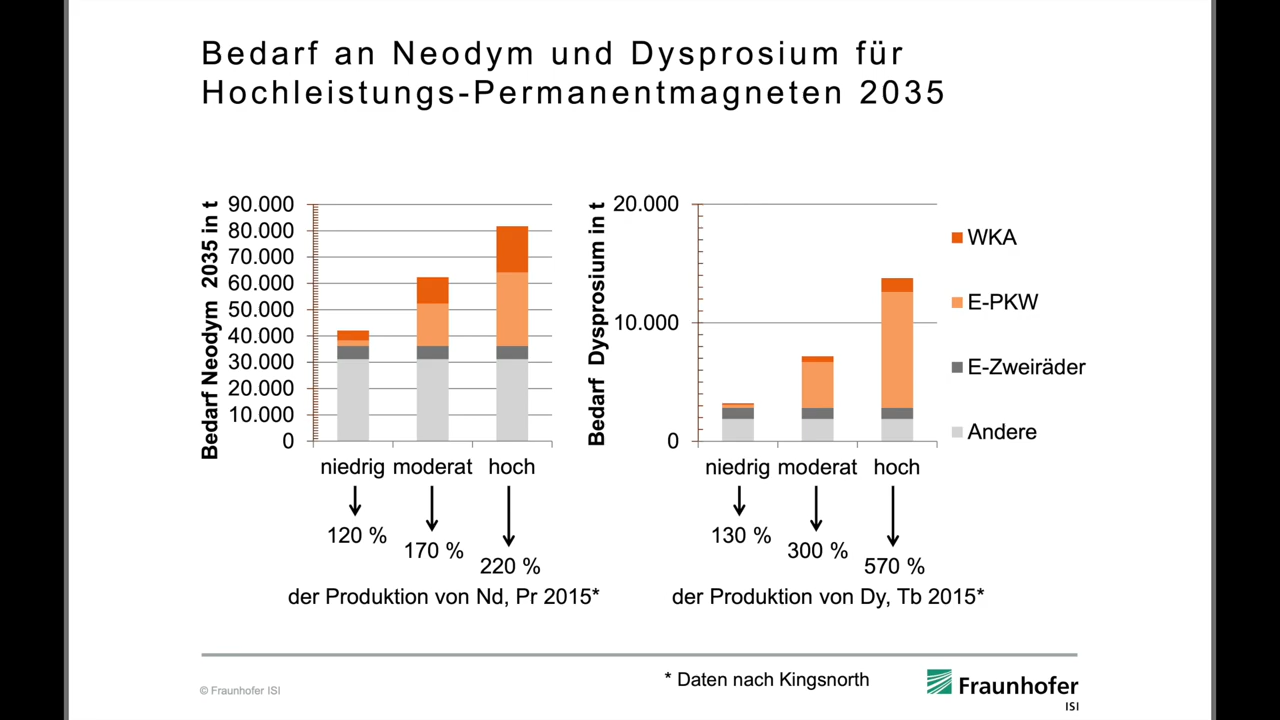 Bedarf an Neodym und Dysprosium für
Hochleistungs-Permanentmagneten 2035
Bedarf Neodym 2035 in t
90.000
80.000
70.000
60.000
50.000
40.000
30.000
20.000
10.000
0
niedrig moderat hoch
120 %
170 %
220 %
der Produktion von Nd, Pr 2015*
Bedarf Dysprosium in t
20.000
10.000
0
niedrig moderat hoch
130 %
300 %
570 %
der Produktion von Dy, Tb 2015*
WKA
E-PKW
E-Zweiräder
Andere
* Daten nach Kingsnorth
© Fraunhofer ISI
Fraunhofer
ISI